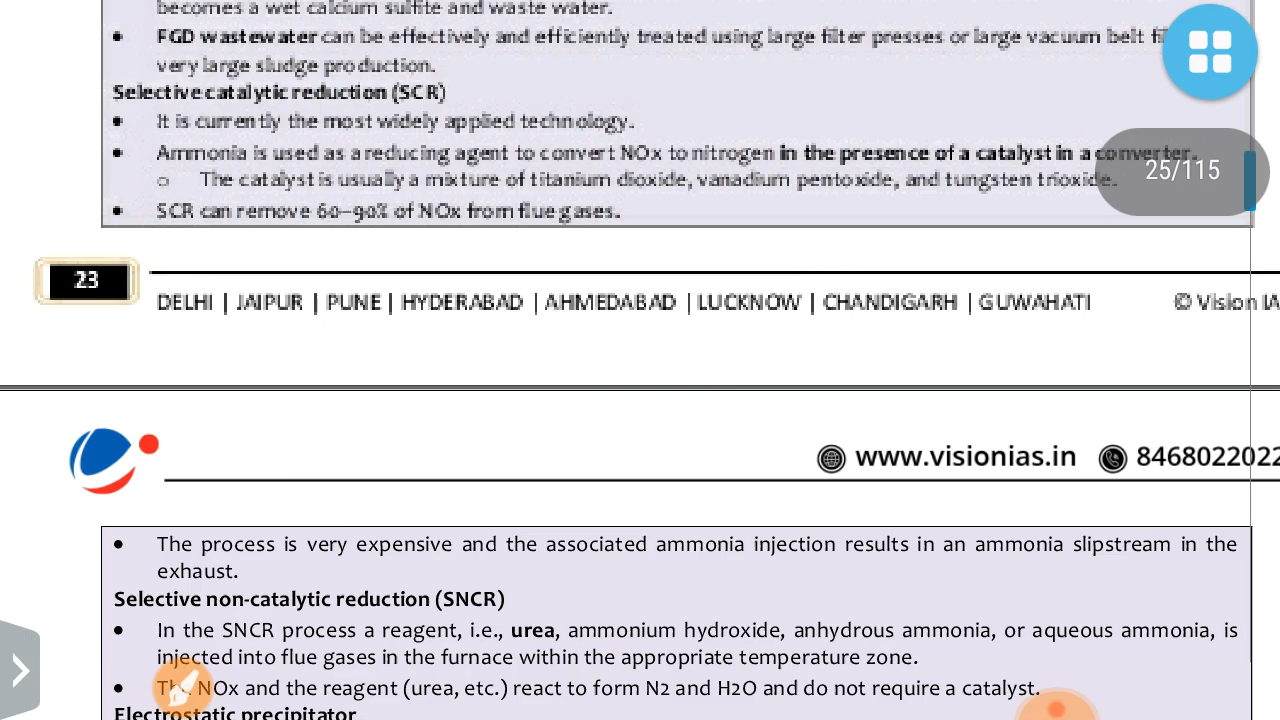 becomes a wet calcium sulfite and waste water.
• FGD wastewater can be effectively and efficiently treated using large filter presses or large vacuum belt
very large sludge production.
Selective catalytic reduction (SCR)
• It is currently the most widely applied technology.
• Ammonia is used as a reducing agent to convert NOx to nitrogen in the presence of a catalyst in a converter.
25/115
o The catalyst is usually a mixture of titanium dioxide, vanadium pentoxide, and tungsten trioxide.
• SCR can remove 60–90% of NOx from flue gases.
23
DELHI | JAIPUR | PUNE | HYDERABAD | AHMEDABAD | LUCKNOW | CHANDIGARH | GUWAHATI © Vision IA
www.visionias.in 8468022022
• The process is very expensive and the associated ammonia injection results in an ammonia slipstream in the
exhaust.
Selective non-catalytic reduction (SNCR)
• In the SNCR process a reagent, i.e., urea, ammonium hydroxide, anhydrous ammonia, or aqueous ammonia, is
injected into flue gases in the furnace within the appropriate temperature zone.
• The NOx and the reagent (urea, etc.) react to form N2 and H2O and do not require a catalyst.
Electrostatic precipitator